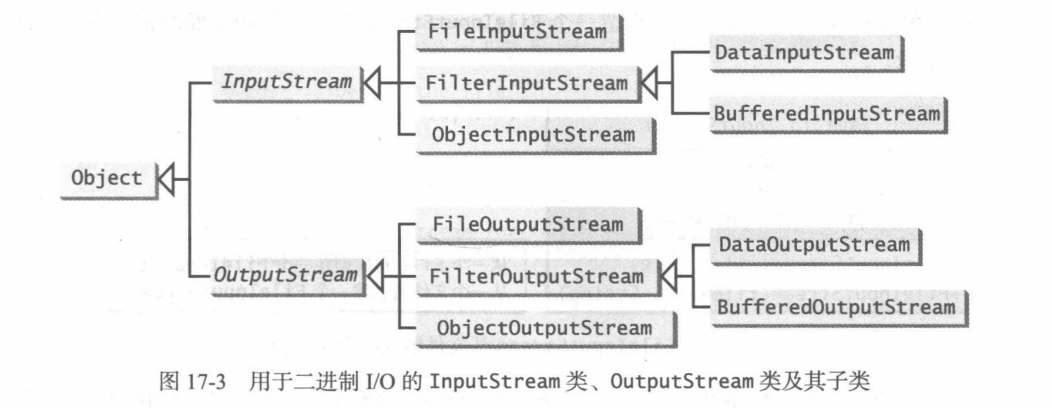 FileInputStream
DataInputStream
InputStream
FilterInputStream
BufferedInputStream
ObjectInputStream
Object
FileOutputStream
DataOutputStream
OutputStream
FilterOutputStream
BufferedOutputStream
ObjectOutputStream
图 17-3 用于二进制 I/O 的 InputStream 类、OutputStream 类及其子类